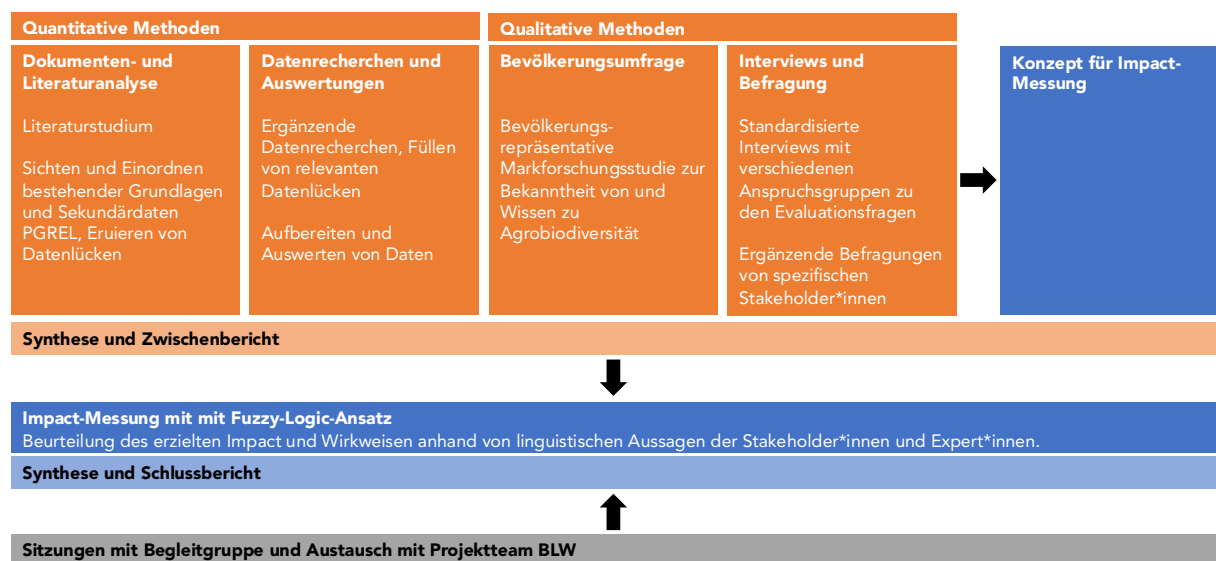 Quantitative Methoden
Qualitative Methoden
Dokumenten- und
Literaturanalyse
Literaturstudium
Sichten und Einordnen
bestehender Grundlagen
und Sekundärdaten
PGREL, Eruieren von
Datenlücken
Datenrecherchen und
Auswertungen
Ergänzende
Datenrecherchen, Füllen
von relevanten
Datenlücken
Aufbereiten und
Auswerten von Daten
Bevölkerungsumfrage
Bevölkerungs-
repräsentative
Markforschungsstudie zur
Bekanntheit von und
Wissen zu
Agrobiodiversität
Interviews und
Befragung
Standardisierte
Interviews mit
verschiedenen
Anspruchsgruppen zu
den Evaluationsfragen
Ergänzende Befragungen
von spezifischen
Stakeholder*innen
Konzept für Impact-
Messung
Synthese und Zwischenbericht
Impact-Messung mit mit Fuzzy-Logic-Ansatz
Beurteilung des erzielten Impact und Wirkweisen anhand von linguistischen Aussagen der Stakeholder*innen und Expert*innen.
Synthese und Schlussbericht
Sitzungen mit Begleitgruppe und Austausch mit Projektteam BLW